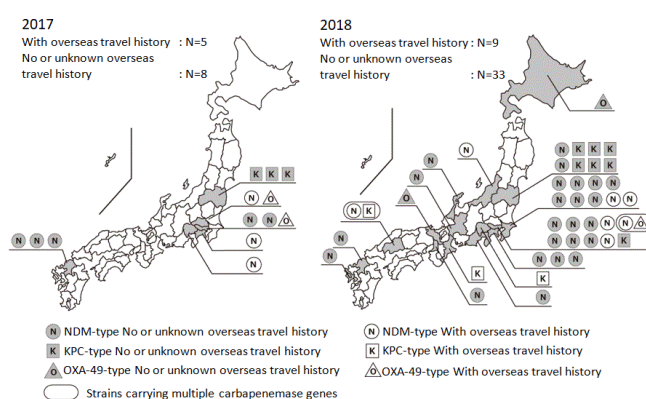 2017
With overseas travel history : N=5
No or unknown overseas
travel history : N=8
K K K
N O
N N O
N
N
N N N
2018
With overseas travel history : N=9
No or unknown overseas
travel history : N=33
O
N
N
N
O
N K
N
N
N K K K
N K K K
N N N N
N N N N N
N N N N N O
N N N N K
N N N
K
K
N
N
N NDM-type No or unknown overseas travel history
K KPC-type No or unknown overseas travel history
O OXA-49-type No or unknown overseas travel history
Strains carrying multiple carbapenemase genes
N NDM-type With overseas travel history
K KPC-type With overseas travel history
O OXA-49-type With overseas travel history